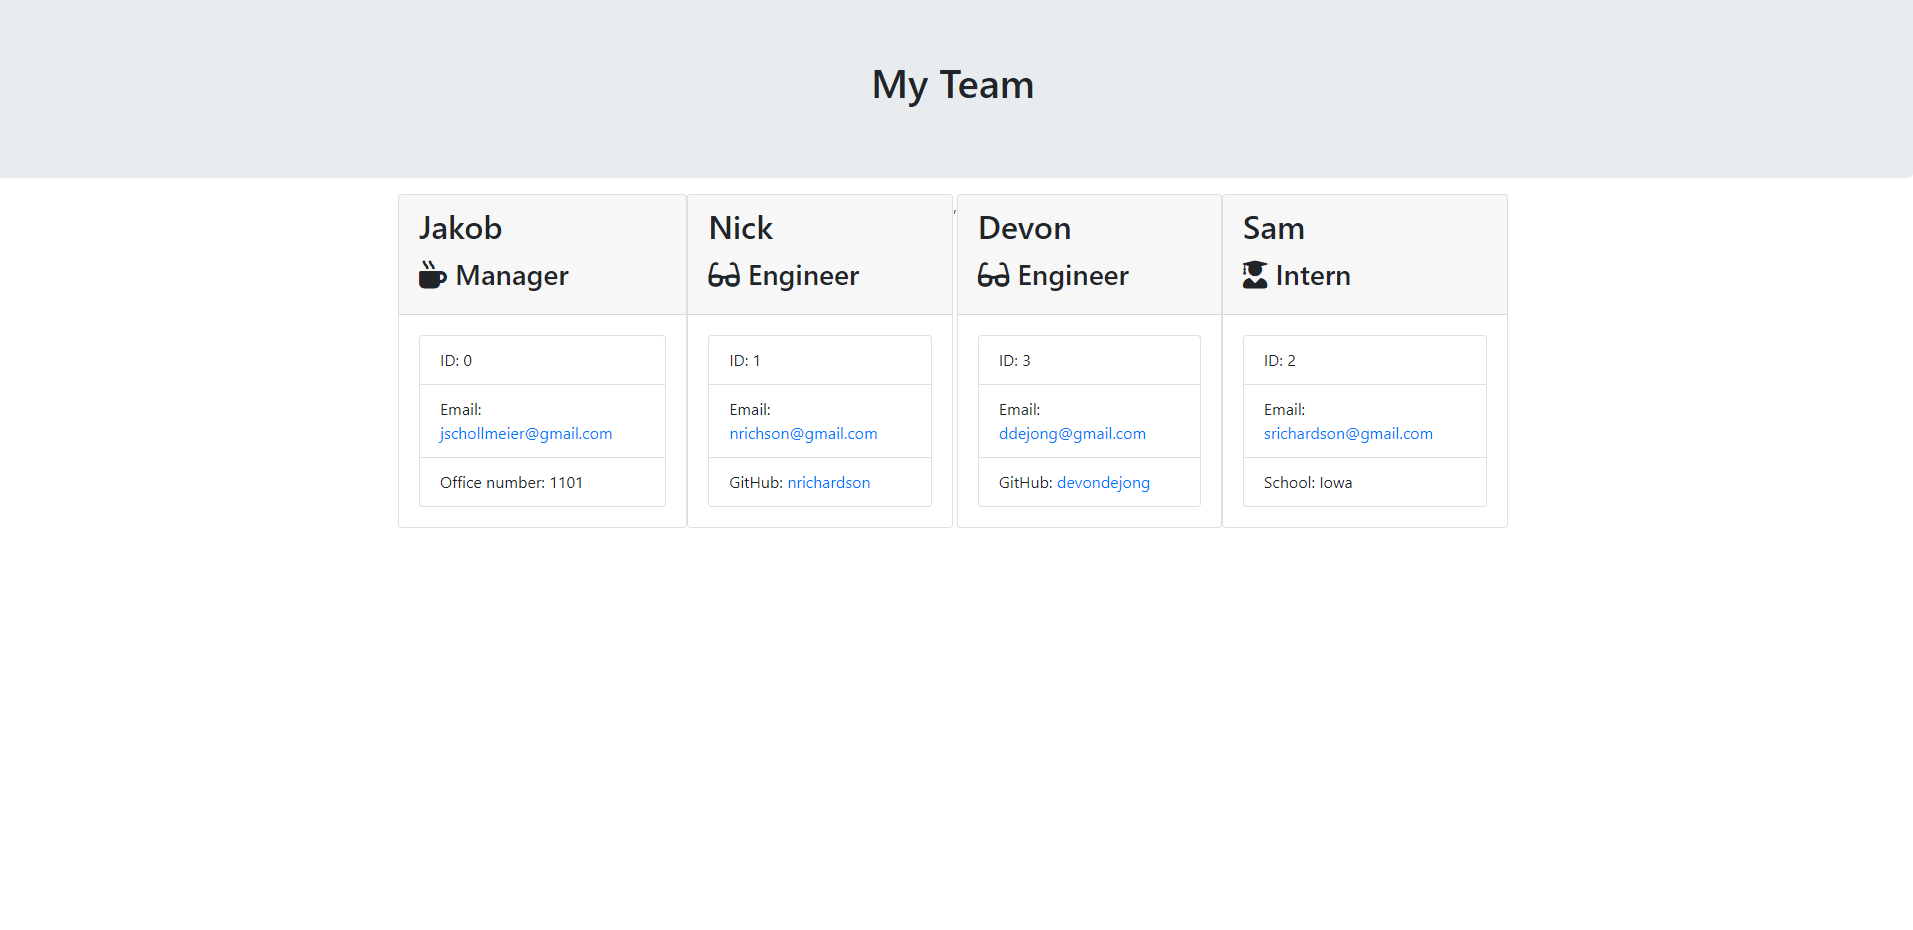 My Team
Jakob
Manager
ID: 0
Email:
jschollmeier@gmail.com
Office number: 1101
Nick
Engineer
ID: 1
Email:
nrichson@gmail.com
GitHub: nrichardson
,
Devon
Engineer
ID: 3
Email:
ddejong@gmail.com
GitHub: devondejong
Sam
Intern
ID: 2
Email:
srichardson@gmail.com
School: Iowa